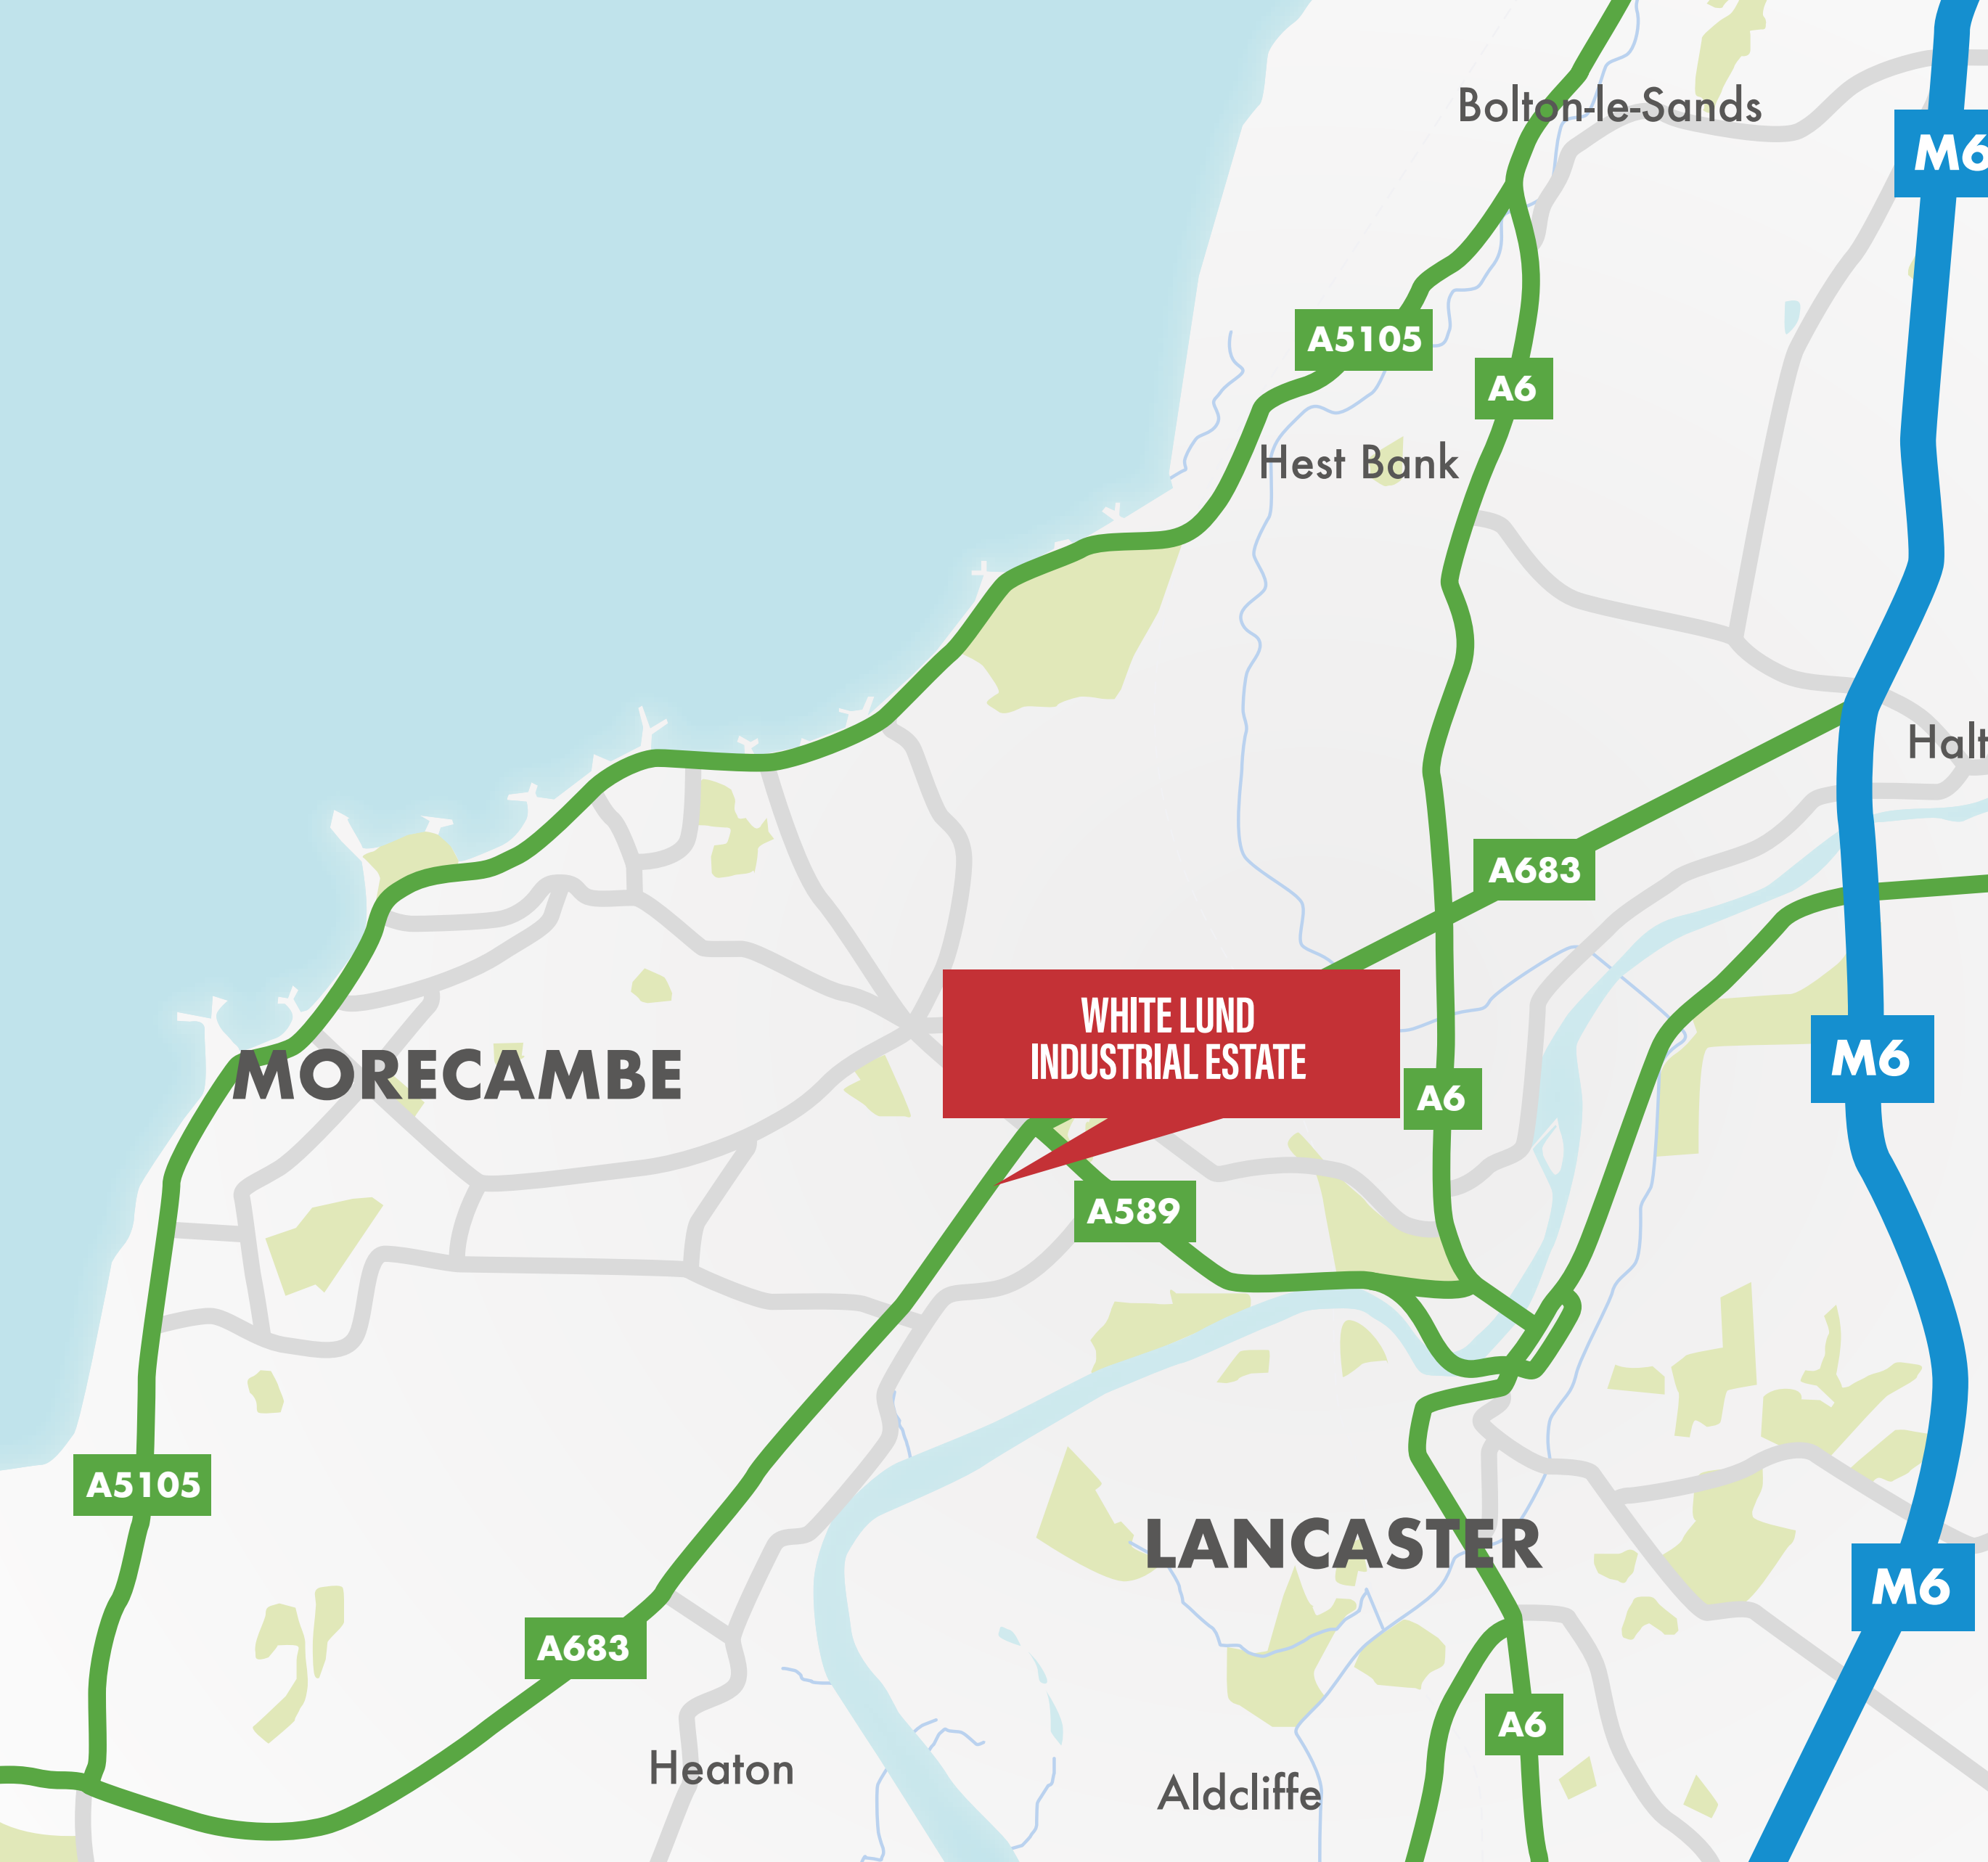 Bolton-le-Sands
M6
A5105
A6
Hest Bank
Halt
A683
WHITE LUND
INDUSTRIAL ESTATE
MORECAMBE
M6
A6
A589
A5105
LANCASTER
M6
A683
A6
Heaton
Aldcliffe